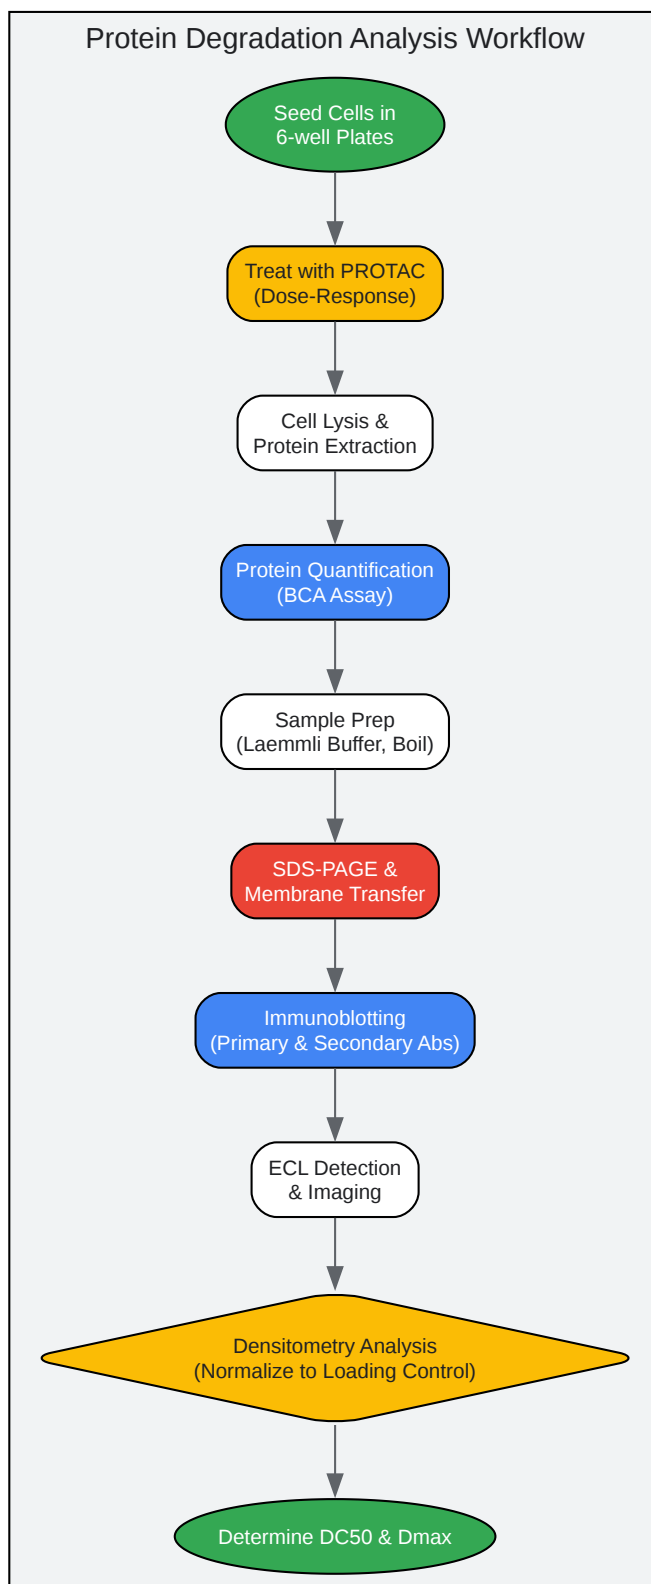 Protein Degradation Analysis Workflow
Seed Cells in
6-well Plates
Treat with PROTAC
(Dose-Response)
Cell Lysis &
Protein Extraction
Protein Quantification
(BCA Assay)
Sample Prep
(Laemmli Buffer, Boil)
SDS-PAGE &
Membrane Transfer
Immunoblotting
(Primary & Secondary Abs)
ECL Detection
& Imaging
Densitometry Analysis
(Normalize to Loading Control)
Determine DC50 & Dmax